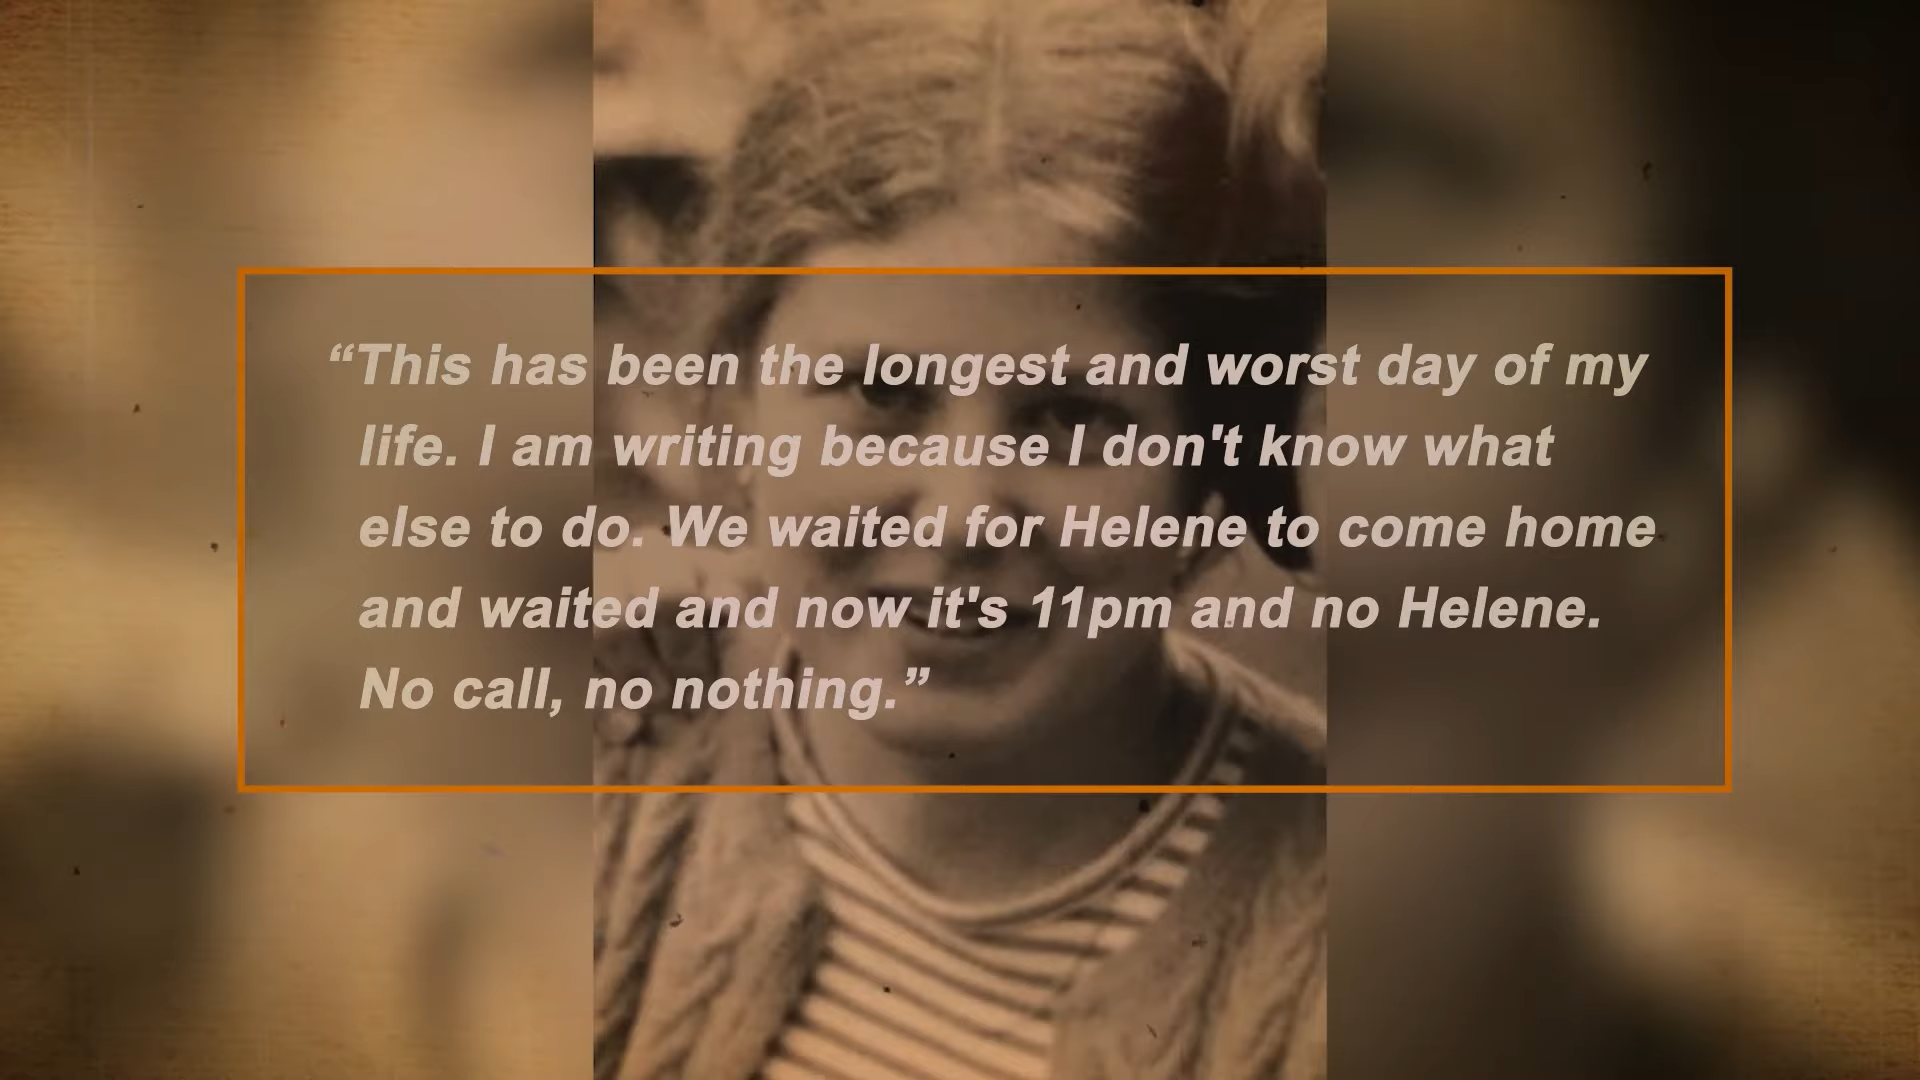 “This has been the longest and worst day of my
life. I am writing because I don't know what
else to do. We waited for Helene to come home
and waited and now it's 11pm and no Helene.
No call, no nothing.”